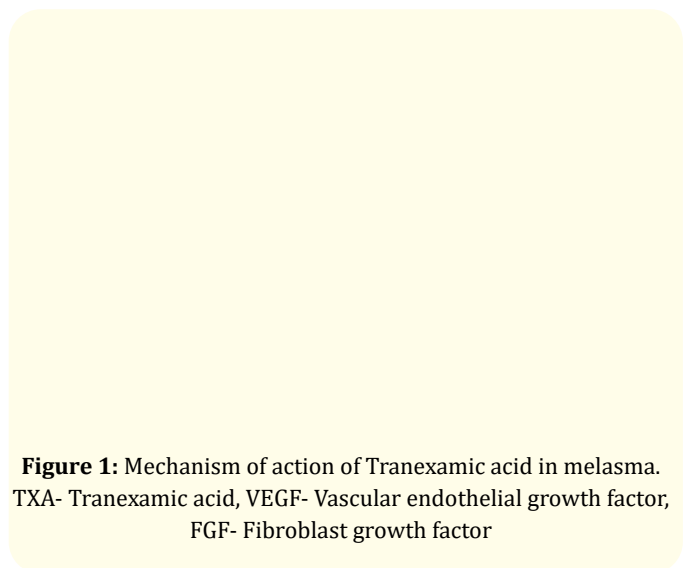 Figure 1: Mechanism of action of Tranexamic acid in melasma.
TXA- Tranexamic acid, VEGF- Vascular endothelial growth factor,
FGF- Fibroblast growth factor